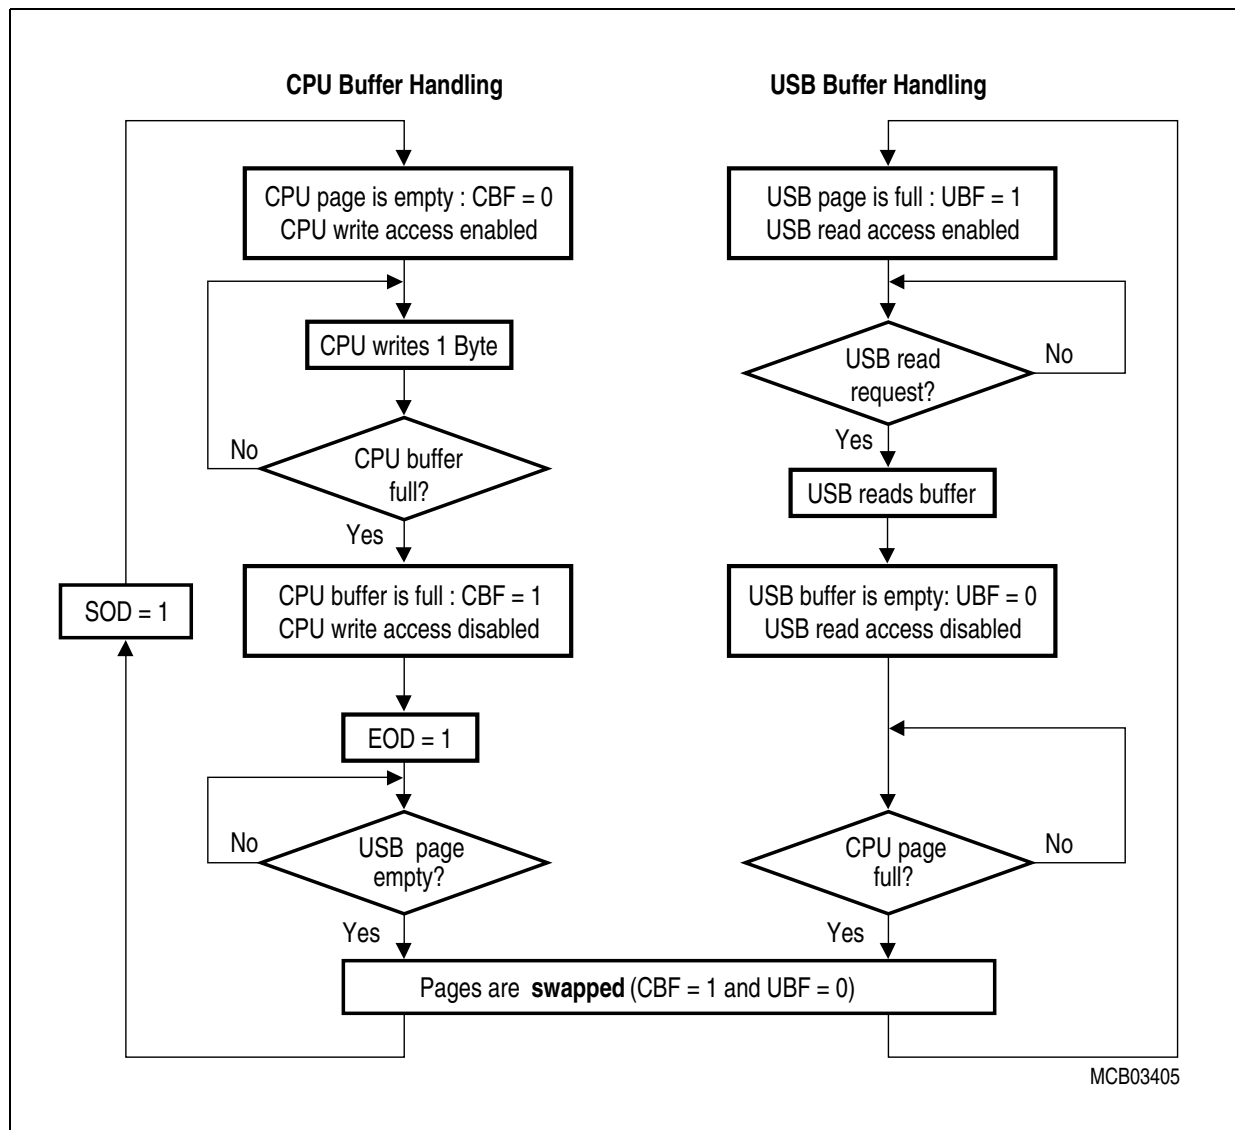 CPU Buffer Handling
CPU page is empty : CBF = 0
CPU write access enabled
CPU writes 1 Byte
No
CPU buffer
full?
Yes
SOD = 1
CPU buffer is full : CBF = 1
CPU write access disabled
EOD = 1
No
USB page
empty?
Yes
USB Buffer Handling
USB page is full : UBF = 1
USB read access enabled
USB read
request?
No
Yes
USB reads buffer
USB buffer is empty: UBF = 0
USB read access disabled
CPU page
full?
No
Yes
Pages are swapped (CBF = 1 and UBF = 0)
MCB03405